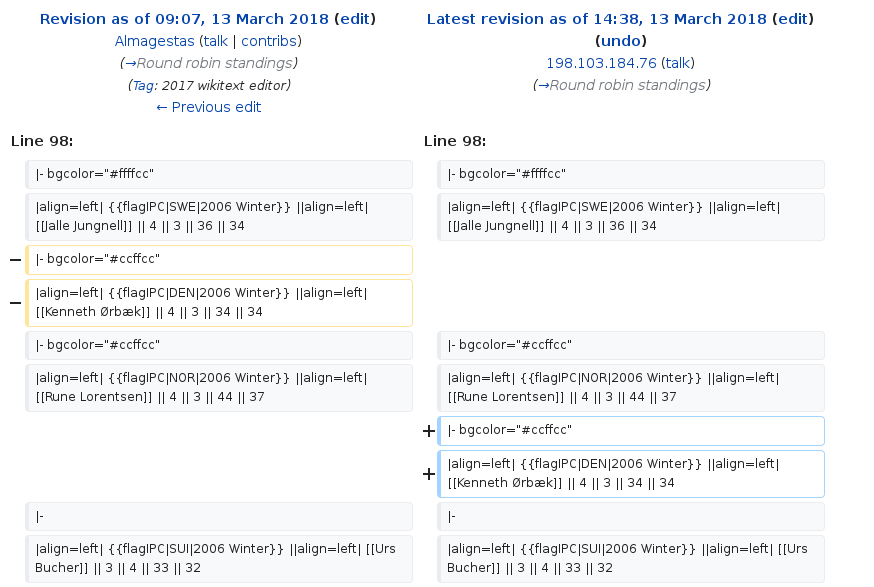 Revision as of 09:07, 13 March 2018 (edit)
Almagestas (talk | contribs)
(→Round robin standings)
(Tag: 2017 wikitext editor)
← Previous edit
Latest revision as of 14:38, 13 March 2018 (edit)
(undo)
198.103.184.76 (talk)
(→Round robin standings)
Line 98:
Line 98:
|- bgcolor="#ffffcc"
|- bgcolor="#ffffcc"
|align=left| {{flagIPC|SWE|2006 Winter}} ||align=left|
[[Jalle Jungnell]] || 4 || 3 || 36 || 34
|align=left| {{flagIPC|SWE|2006 Winter}} ||align=left|
[[Jalle Jungnell]] || 4 || 3 || 36 || 34
− |- bgcolor="#ccffcc"
− |align=left| {{flagIPC|DEN|2006 Winter}} ||align=left|
[[Kenneth Ørbæk]] || 4 || 3 || 34 || 34
|- bgcolor="#ccffcc"
|- bgcolor="#ccffcc"
|align=left| {{flagIPC|NOR|2006 Winter}} ||align=left|
[[Rune Lorentsen]] || 4 || 3 || 44 || 37
|align=left| {{flagIPC|NOR|2006 Winter}} ||align=left|
[[Rune Lorentsen]] || 4 || 3 || 44 || 37
+ |- bgcolor="#ccffcc"
+ |align=left| {{flagIPC|DEN|2006 Winter}} ||align=left|
[[Kenneth Ørbæk]] || 4 || 3 || 34 || 34
|-
|-
|align=left| {{flagIPC|SUI|2006 Winter}} ||align=left| [[Urs
Bucher]] || 3 || 4 || 33 || 32
|align=left| {{flagIPC|SUI|2006 Winter}} ||align=left| [[Urs
Bucher]] || 3 || 4 || 33 || 32